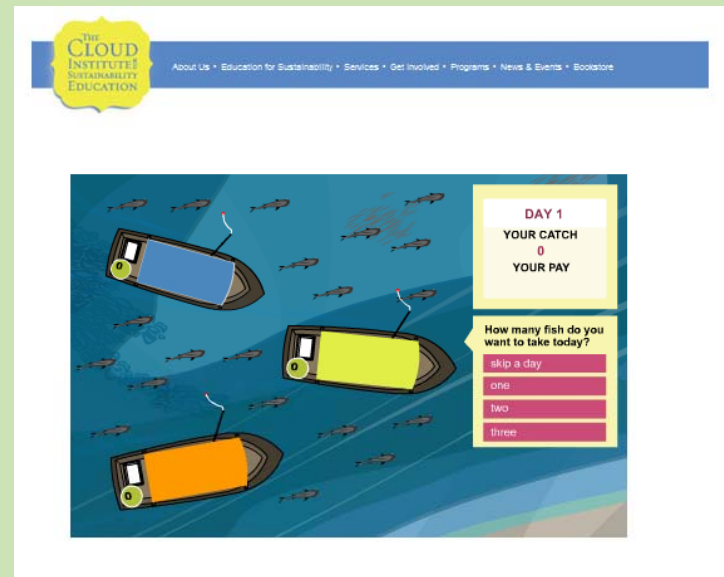 THE
CLOUD
INSTITUTE FOR
SUSTAINABILITY
EDUCATION
About Us • Education for Sustainability • Services • Get Involved • Programs • News & Events • Bookstore
DAY 1
YOUR CATCH
0
YOUR PAY
0
0
0
How many fish do you
want to take today?
skip a day
one
two
three